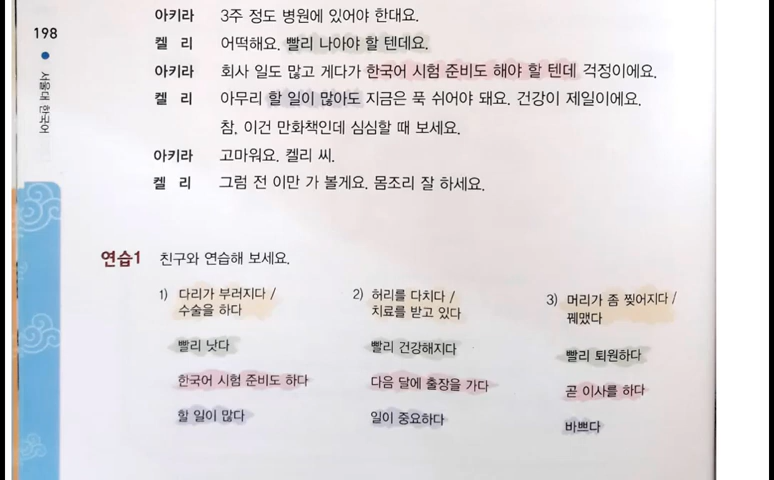 198
서울대 한국어
아키라 3주 정도 병원에 있어야 한대요.
켈 리 어떡해요. 빨리 나아야 할 텐데요.
아키라 회사 일도 많고 게다가 한국어 시험 준비도 해야 할 텐데 걱정이에요.
켈 리 아무리 할 일이 많아도 지금은 푹 쉬어야 돼요. 건강이 제일이에요.
참, 이건 만화책인데 심심할 때 보세요.
아키라 고마워요. 켈리 씨.
켈 리 그럼 전 이만 가 볼게요. 몸조리 잘 하세요.
연습1 친구와 연습해 보세요.
1) 다리가 부러지다 /
수술을 하다
빨리 낫다
한국어 시험 준비도 하다
할 일이 많다
2) 허리를 다치다 /
치료를 받고 있다
빨리 건강해지다
다음 달에 출장을 가다
일이 중요하다
3) 머리가 좀 찢어지다 /
꿰맸다
빨리 퇴원하다
곧 이사를 하다
바쁘다